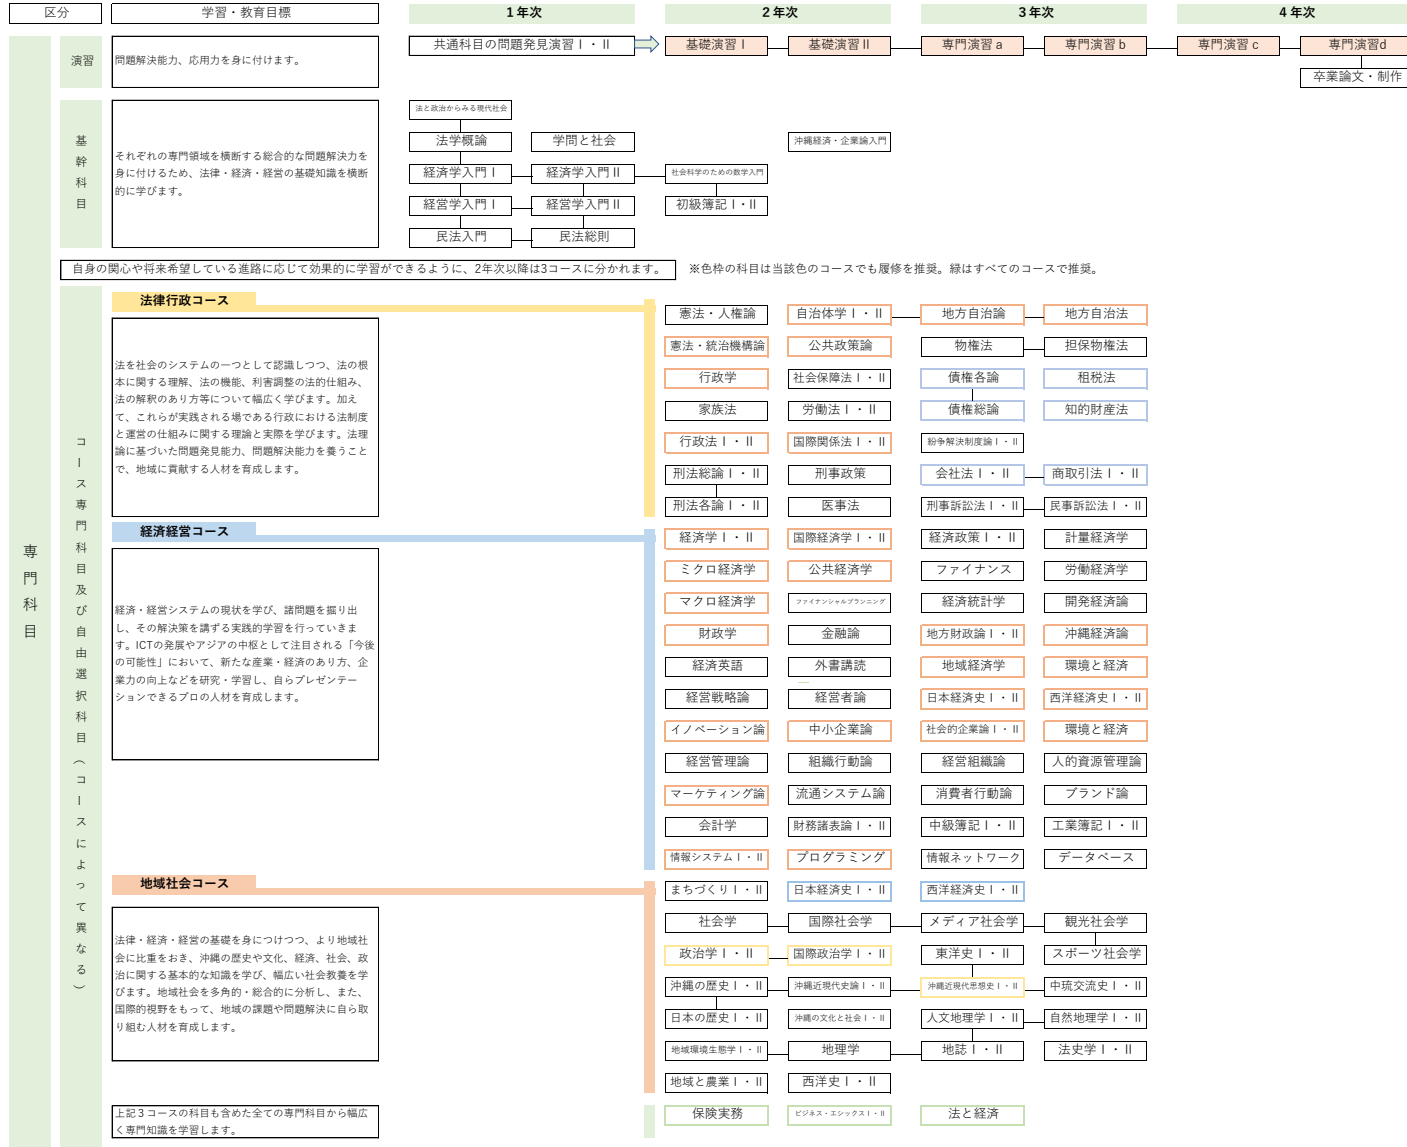 区分 学習・教育目標 1年次 2年次 3年次 4年次
専門科目
演習
問題解決能力、応用力を身に付けます。
共通科目の問題発見演習Ⅰ・Ⅱ 基礎演習Ⅰ 基礎演習Ⅱ 専門演習a 専門演習b 専門演習c 専門演習d
卒業論文・制作
基幹科目
それぞれの専門領域を横断する総合的な問題解決力を
身に付けるため、法律・経済・経営の基礎知識を横断
的に学びます。
法と政治からみる現代社会
法学概論 学問と社会 沖縄経済・企業論入門
経済学入門Ⅰ 経済学入門Ⅱ 社会科学のための数学入門
経営学入門Ⅰ 経営学入門Ⅱ 初級簿記Ⅰ・Ⅱ
民法入門 民法総則
自身の関心や将来希望している進路に応じて効果的に学習ができるように、2年次以降は3コースに分かれます。 ※色枠の科目は当該色のコースでも履修を推奨。緑はすべてのコースで推奨。
コース専門科目及び自由選択科目(コースによって異なる)
法律行政コース
法を社会のシステムの一つとして認識しつつ、法の根
本に関する理解、法の機能、利害調整の法的仕組み、
法の解釈のあり方等について幅広く学びます。加え
て、これらが実践される場である行政における法制度
と運営の仕組みに関する理論と実際を学びます。法理
論に基づいた問題発見能力、問題解決能力を養うこと
で、地域に貢献する人材を育成します。
憲法・人権論 自治体学Ⅰ・Ⅱ 地方自治論 地方自治法
憲法・統治機構論 公共政策論 物権法 担保物権法
行政学 社会保障法Ⅰ・Ⅱ 債権各論 租税法
家族法 労働法Ⅰ・Ⅱ 債権総論 知的財産法
行政法Ⅰ・Ⅱ 国際関係法Ⅰ・Ⅱ 紛争解決制度論Ⅰ・Ⅱ
刑法総論Ⅰ・Ⅱ 刑事政策 会社法Ⅰ・Ⅱ 商取引法Ⅰ・Ⅱ
刑法各論Ⅰ・Ⅱ 医事法 刑事訴訟法Ⅰ・Ⅱ 民事訴訟法Ⅰ・Ⅱ
経済経営コース
経済・経営システムの現状を学び、諸問題を掘り出
し、その解決策を講ずる実践的学習を行っていきま
す。ICTの発展やアジアの中枢として注目される「今後
の可能性」において、新たな産業・経済のあり方、企
業力の向上などを研究・学習し、自らプレゼンテー
ションできるプロの人材を育成します。
経済学Ⅰ・Ⅱ 国際経済学Ⅰ・Ⅱ 経済政策Ⅰ・Ⅱ 計量経済学
ミクロ経済学 公共経済学 ファイナンス 労働経済学
マクロ経済学 ファイナンシャルプランニング 経済統計学 開発経済論
財政学 金融論 地方財政論Ⅰ・Ⅱ 沖縄経済論
経済英語 外書講読 地域経済学 環境と経済
経営戦略論 経営者論 日本経済史Ⅰ・Ⅱ 西洋経済史Ⅰ・Ⅱ
イノベーション論 中小企業論 社会的企業論Ⅰ・Ⅱ 環境と経済
経営管理論 組織行動論 経営組織論 人的資源管理論
マーケティング論 流通システム論 消費者行動論 ブランド論
会計学 財務諸表論Ⅰ・Ⅱ 中級簿記Ⅰ・Ⅱ 工業簿記Ⅰ・Ⅱ
情報システムⅠ・Ⅱ プログラミング 情報ネットワーク データベース
地域社会コース
法律・経済・経営の基礎を身につけつつ、より地域社
会に比重をおき、沖縄の歴史や文化、経済、社会、政
治に関する基本的な知識を学び、幅広い社会教養を学
びます。地域社会を多角的・総合的に分析し、また、
国際的視野をもって、地域の課題や問題解決に自ら取
り組む人材を育成します。
まちづくりⅠ・Ⅱ 日本経済史Ⅰ・Ⅱ 西洋経済史Ⅰ・Ⅱ
社会学 国際社会学 メディア社会学 観光社会学
政治学Ⅰ・Ⅱ 国際政治学Ⅰ・Ⅱ 東洋史Ⅰ・Ⅱ スポーツ社会学
沖縄の歴史Ⅰ・Ⅱ 沖縄近現代史論Ⅰ・Ⅱ 沖縄近現代思想史Ⅰ・Ⅱ 中琉交流史Ⅰ・Ⅱ
日本の歴史Ⅰ・Ⅱ 沖縄の文化と社会Ⅰ・Ⅱ 人文地理学Ⅰ・Ⅱ 自然地理学Ⅰ・Ⅱ
地域環境生態学Ⅰ・Ⅱ 地理学 地誌Ⅰ・Ⅱ 法史学Ⅰ・Ⅱ
地域と農業Ⅰ・Ⅱ 西洋史Ⅰ・Ⅱ
上記3コースの科目も含めた全ての専門科目から幅広
く専門知識を学習します。
保険実務 ビジネス・エシックスⅠ・Ⅱ 法と経済